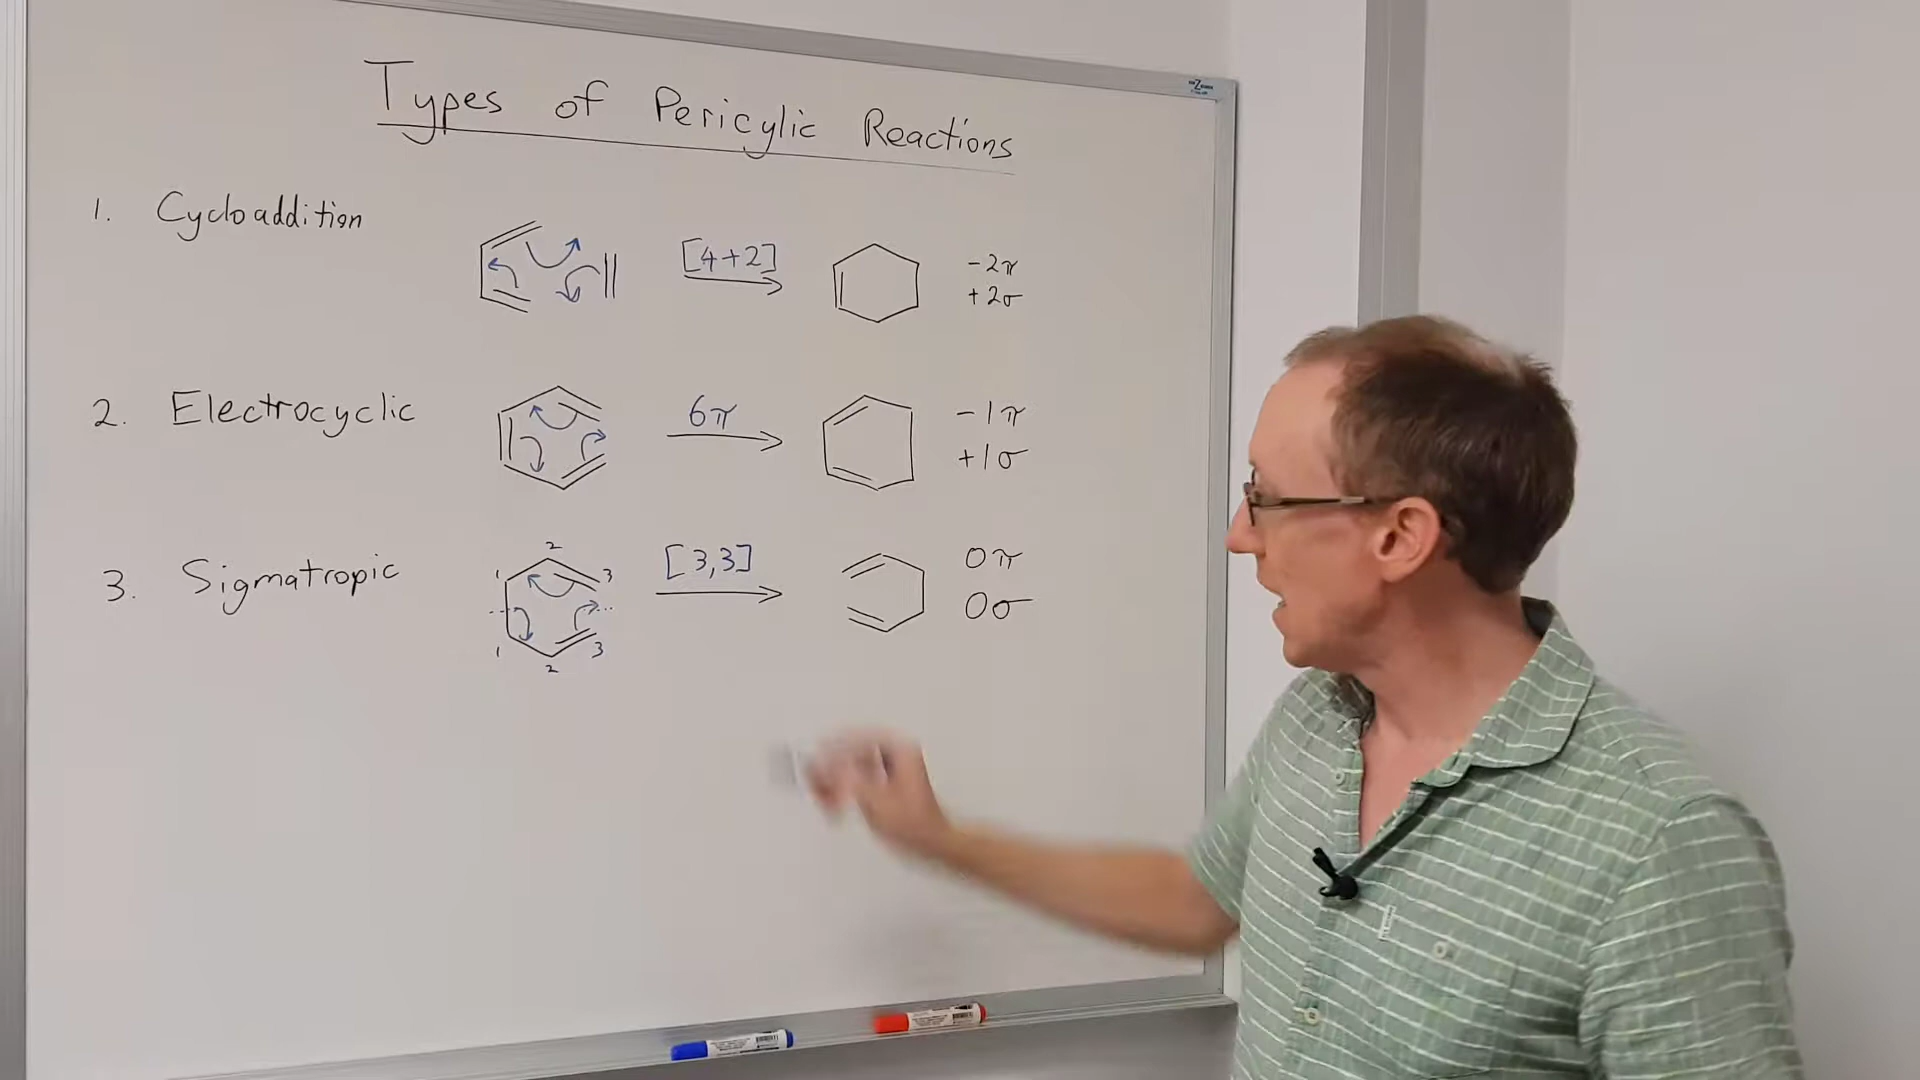 Types of Pericylic Reactions
1. Cycloaddition
[4+2]
-2π
+2σ
2. Electrocyclic
6π
-1π
+1σ
3. Sigmatropic
2
1
3
1
2
3
[3,3]
0π
0σ